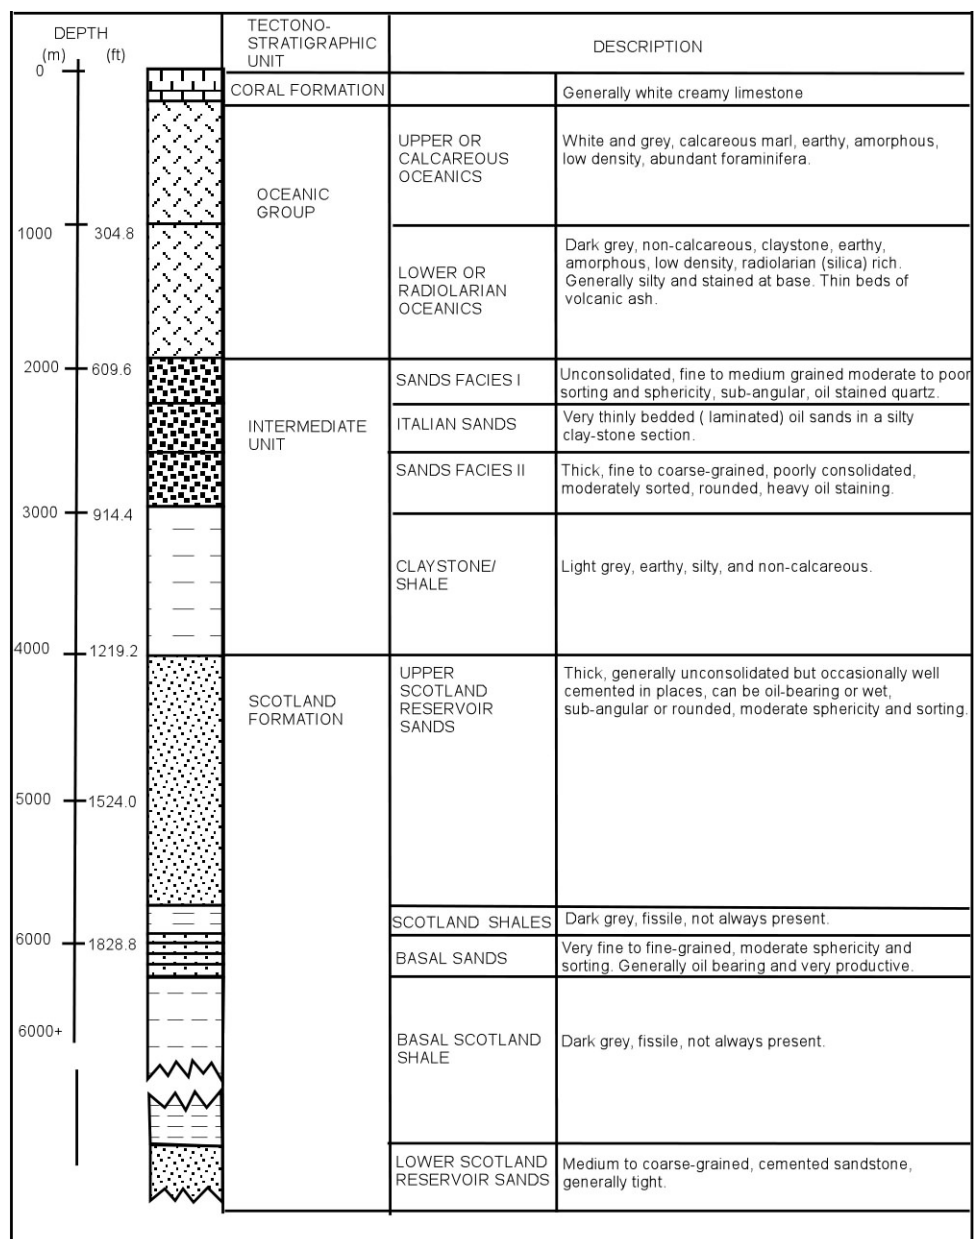 DEPTH
(m) (ft)
TECTONO-
STRATIGRAPHIC
UNIT
DESCRIPTION
0
CORAL FORMATION
Generally white creamy limestone
OCEANIC
GROUP
UPPER OR
CALCAREOUS
OCEANICS
White and grey, calcareous marl, earthy, amorphous,
low density, abundant foraminifera.
1000 304.8
LOWER OR
RADIOLARIAN
OCEANICS
Dark grey, non-calcareous, claystone, earthy,
amorphous, low density, radiolarian (silica) rich.
Generally silty and stained at base. Thin beds of
volcanic ash.
2000 609.6
INTERMEDIATE
UNIT
SANDS FACIES I
Unconsolidated, fine to medium grained moderate to poor
sorting and sphericity, sub-angular, oil stained quartz.
ITALIAN SANDS
Very thinly bedded ( laminated) oil sands in a silty
clay-stone section.
SANDS FACIES II
Thick, fine to coarse-grained, poorly consolidated,
moderately sorted, rounded, heavy oil staining.
3000 914.4
CLAYSTONE/
SHALE
Light grey, earthy, silty, and non-calcareous.
4000 1219.2
SCOTLAND
FORMATION
UPPER
SCOTLAND
RESERVOIR
SANDS
Thick, generally unconsolidated but occasionally well
cemented in places, can be oil-bearing or wet,
sub-angular or rounded, moderate sphericity and sorting.
5000 1524.0
SCOTLAND SHALES
Dark grey, fissile, not always present.
6000 1828.8
BASAL SANDS
Very fine to fine-grained, moderate sphericity and
sorting. Generally oil bearing and very productive.
6000+
BASAL SCOTLAND
SHALE
Dark grey, fissile, not always present.
LOWER SCOTLAND
RESERVOIR SANDS
Medium to coarse-grained, cemented sandstone,
generally tight.